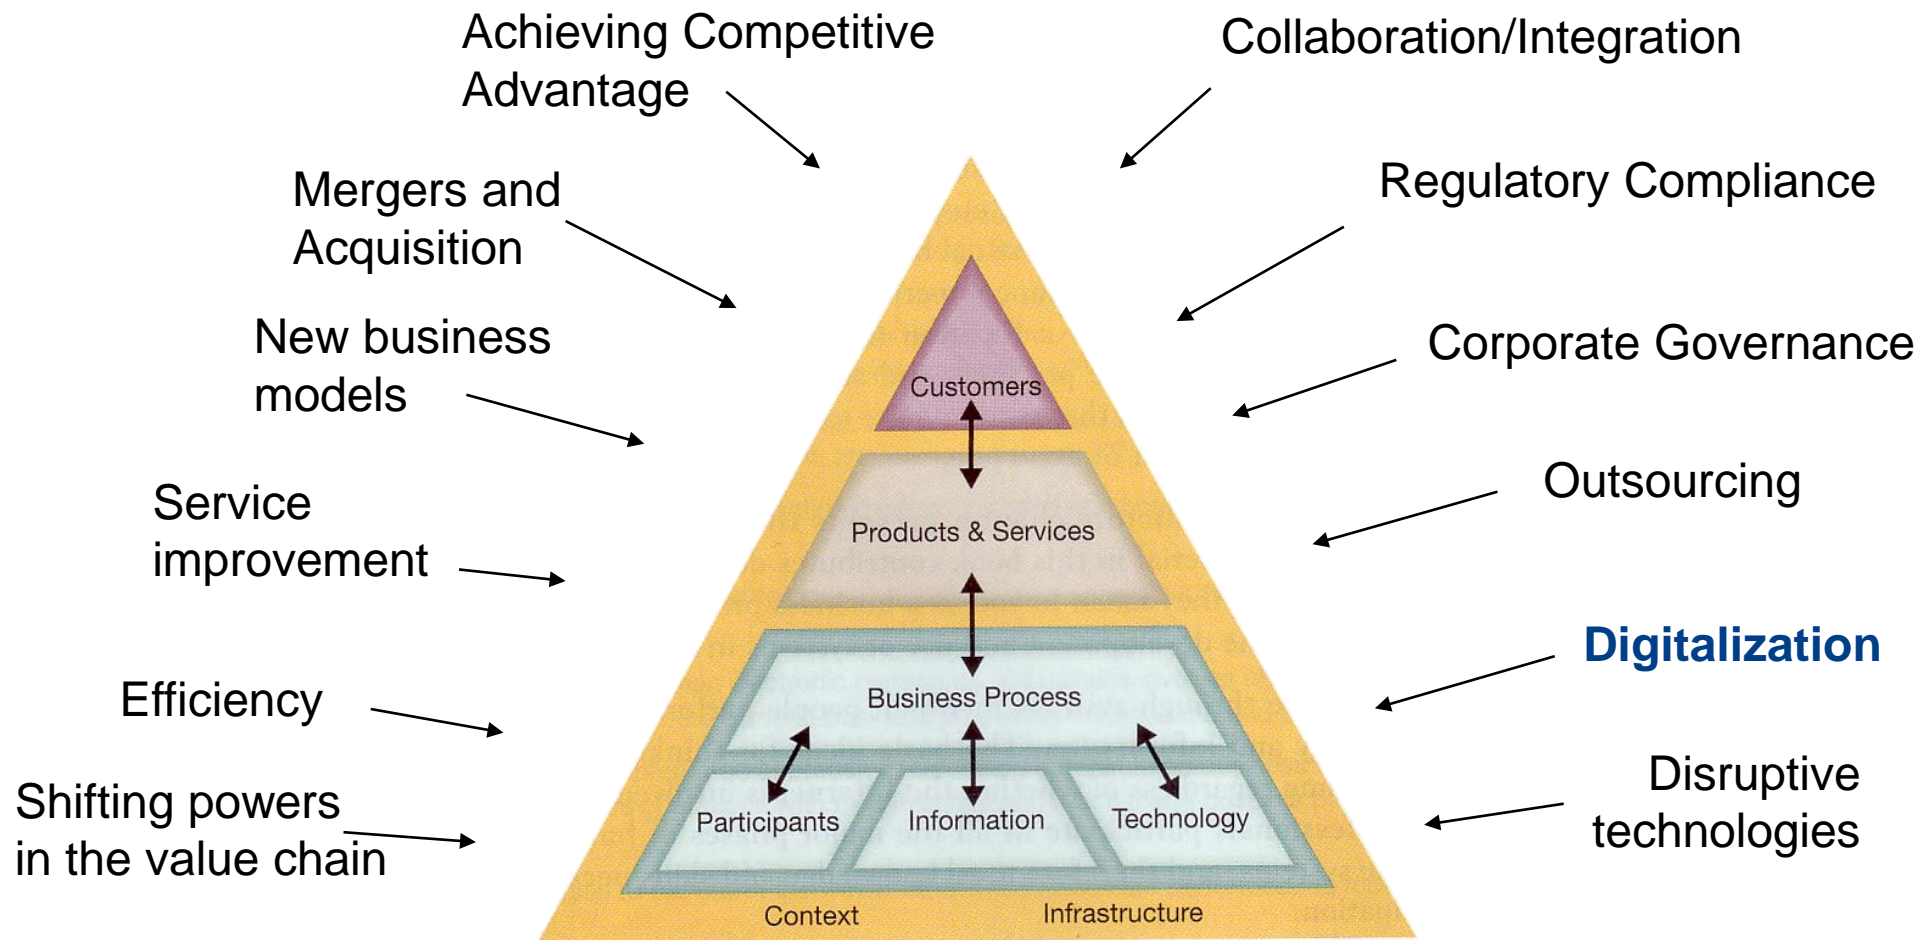 Achieving Competitive
Advantage
Collaboration/Integration
Mergers and
Acquisition
Regulatory Compliance
New business
models
Corporate Governance
Customers
Service
improvement
Outsourcing
Products & Services
Digitalization
Efficiency
Business Process
Shifting powers
in the value chain
Disruptive
technologies
Participants
Information
Technology
Context
Infrastructure